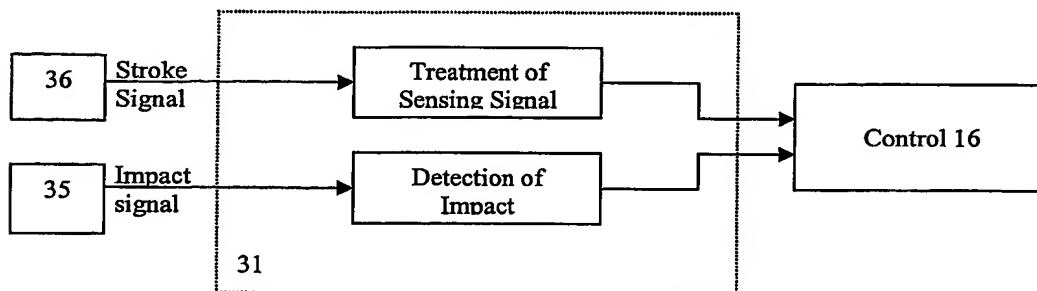 36
Stroke
Signal
Treatment of
Sensing Signal
Control 16
35
Impact
signal
Detection of
Impact
31